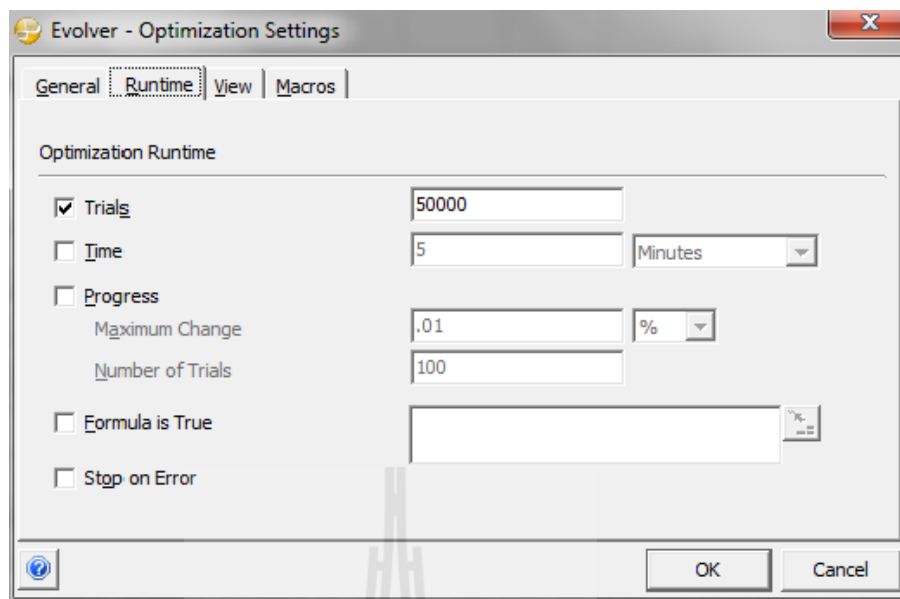 Evolver - Optimization Settings
General Runtime View Macros
Optimization Runtime
Trials 50000
Time 5 Minutes
Progress
Maximum Change .01 %
Number of Trials 100
Formula is True
Stop on Error
OK Cancel